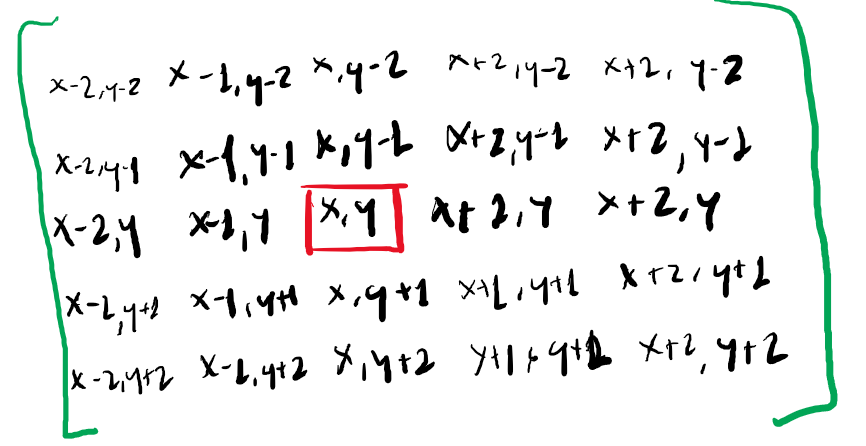 x-2,y-2 x-1,y-2 x,y-2 x+2,y-2 x+2, y-2
x-2,y-1 x-1,y-1 x,y-1 x+2,y-1 x+2,y-1
x-2,y x-1,y x,y x+2,y x+2,y
x-2,y+1 x-1,y+1 x,y+1 x+1,y+1 x+2,y+1
x-2,y+2 x-1,y+2 x,y+2 x+1,y+2 x+2,y+2